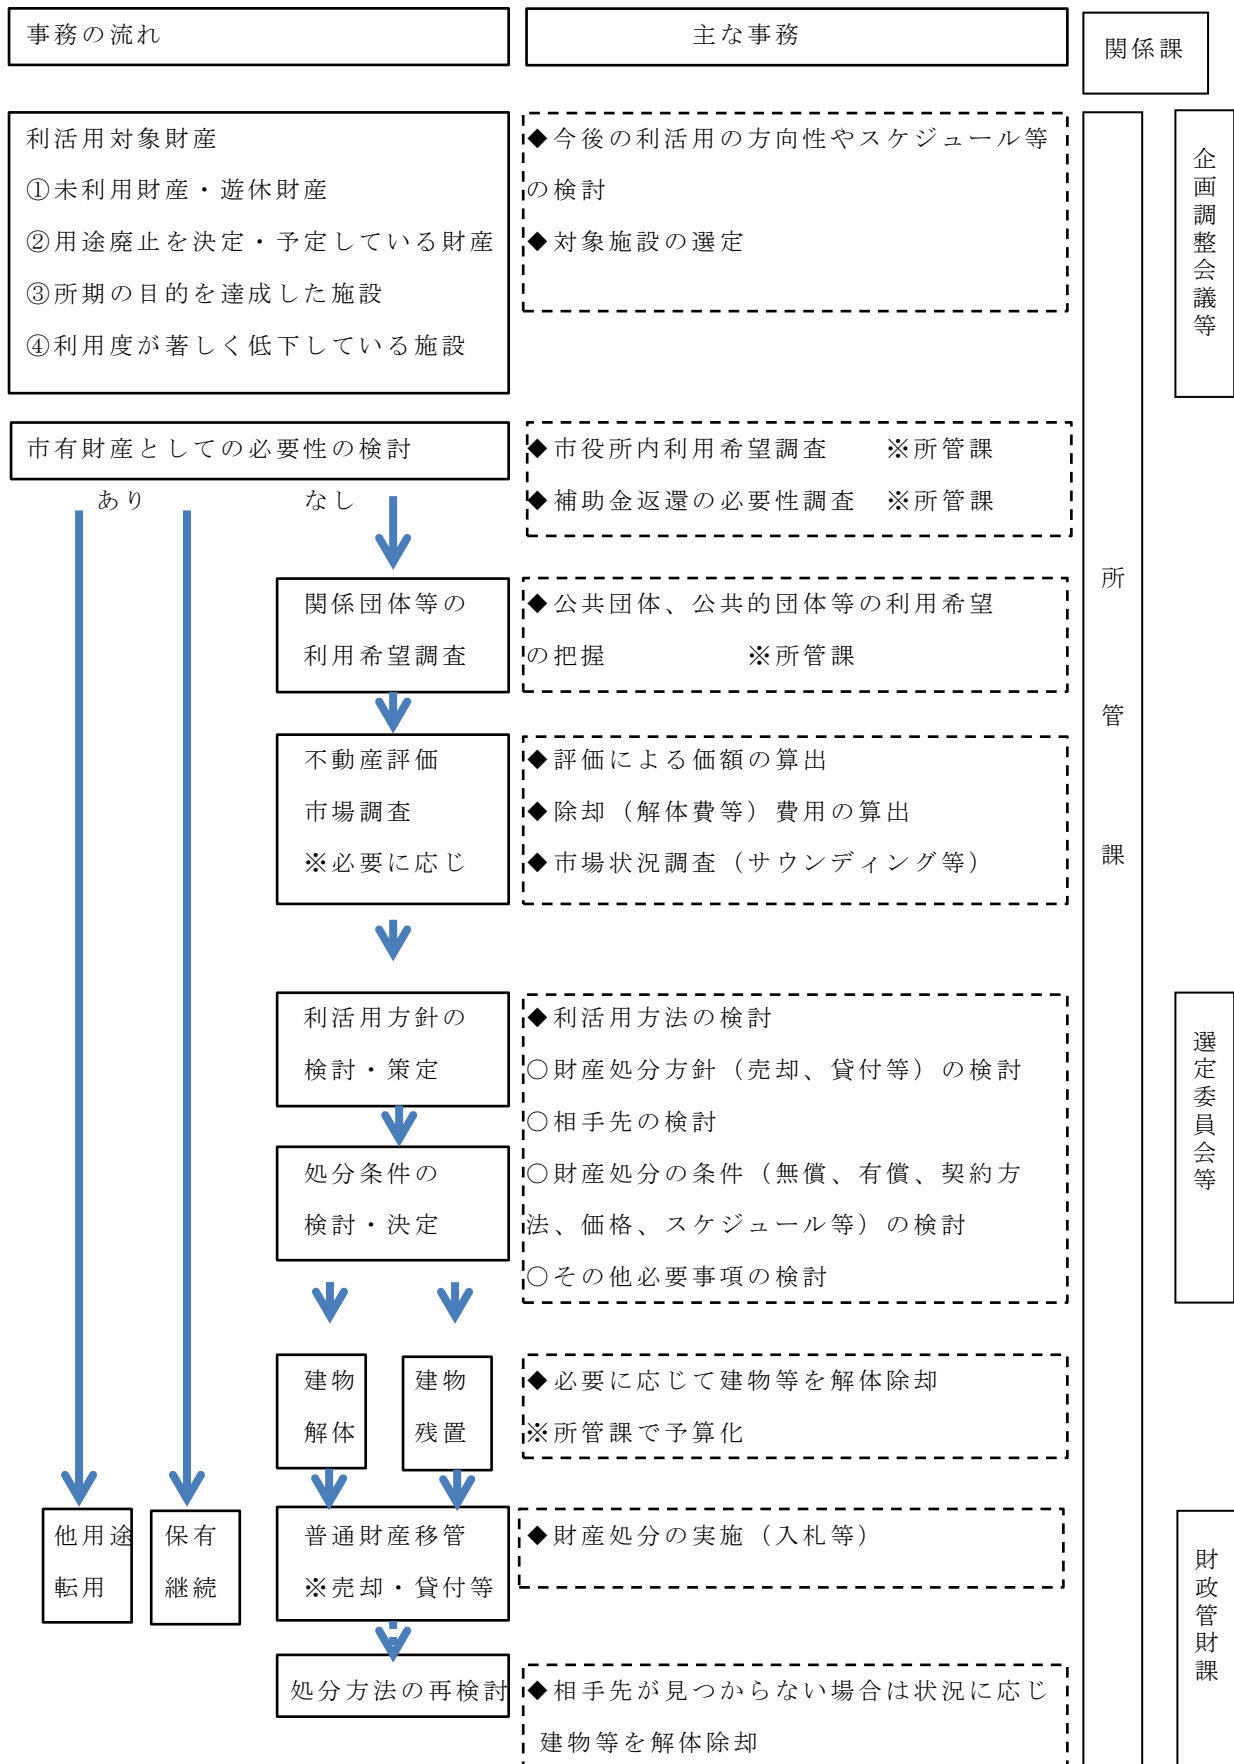 事務の流れ
主な事務
関係課
利活用対象財産
①未利用財産・遊休財産
②用途廃止を決定・予定している財産
③所期の目的を達成した施設
④利用度が著しく低下している施設
◆今後の利活用の方向性やスケジュール等
の検討
◆対象施設の選定
企画調整会議等
所管課
市有財産としての必要性の検討
あり
なし
◆市役所内利用希望調査　　※所管課
◆補助金返還の必要性調査　※所管課
関係団体等の
利用希望調査
◆公共団体、公共的団体等の利用希望
の把握　　　　　※所管課
不動産評価
市場調査
※必要に応じ
◆評価による価額の算出
◆除却（解体費等）費用の算出
◆市場状況調査（サウンディング等）
利活用方針の
検討・策定
処分条件の
検討・決定
◆利活用方法の検討
○財産処分方針（売却、貸付等）の検討
○相手先の検討
○財産処分の条件（無償、有償、契約方
法、価格、スケジュール等）の検討
○その他必要事項の検討
選定委員会等
建物
解体
建物
残置
◆必要に応じて建物等を解体除却
※所管課で予算化
他用途
転用
保有
継続
普通財産移管
※売却・貸付等
◆財産処分の実施（入札等）
財政管財課
処分方法の再検討
◆相手先が見つからない場合は状況に応じ
建物等を解体除却